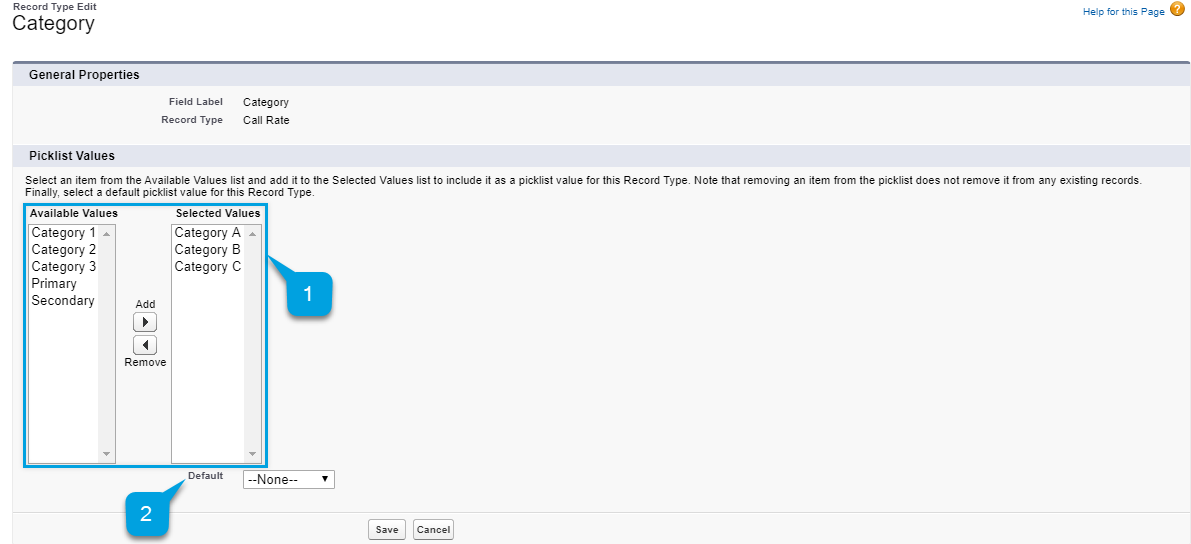 Record Type Edit
Category
Help for this Page ?
General Properties
Field Label Category
Record Type Call Rate
Picklist Values
Select an item from the Available Values list and add it to the Selected Values list to include it as a picklist value for this Record Type. Note that removing an item from the picklist does not remove it from any existing records.
Finally, select a default picklist value for this Record Type.
Available Values Selected Values
Category 1 Category A
Category 2 Category B
Category 3 Category C
Primary
Secondary
1
Add
Remove
Default --None--
2
Save Cancel